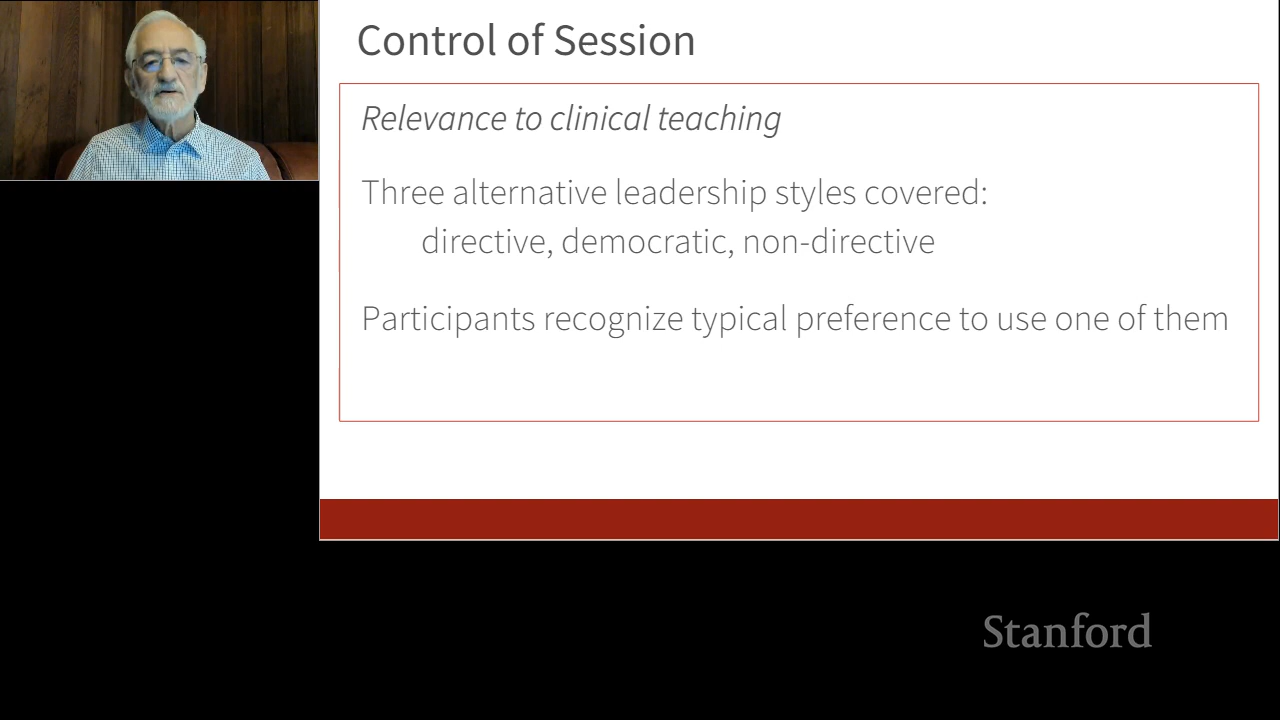 Control of Session
Relevance to clinical teaching
Three alternative leadership styles covered:
directive, democratic, non-directive
Participants recognize typical preference to use one of them
Stanford